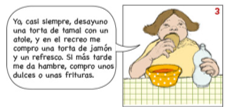 3
Yo, casi siempre, desayuno
una torta de tamal con un
atole, y en el recreo me
compro una torta de jamón
y un refresco. Si más tarde
me da hambre, compro unos
dulces o unas frituras.